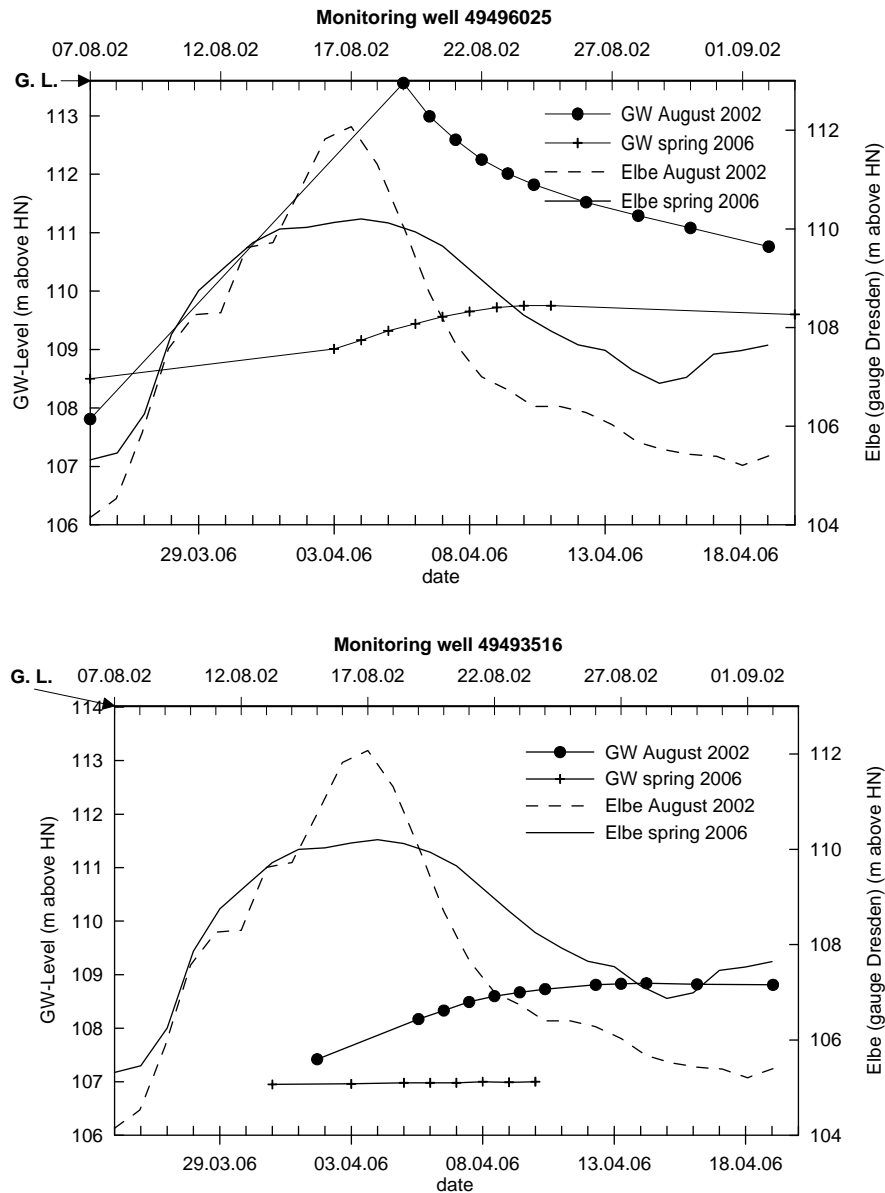 Monitoring well 49496025
07.08.02 12.08.02 17.08.02 22.08.02 27.08.02 01.09.02
G. L.
113
112
111
110
109
108
107
106
GW-Level (m above HN)
GW August 2002
GW spring 2006
Elbe August 2002
Elbe spring 2006
112
110
108
106
104
Elbe (gauge Dresden) (m above HN)
29.03.06 03.04.06 08.04.06 13.04.06 18.04.06
date
Monitoring well 49493516
07.08.02 12.08.02 17.08.02 22.08.02 27.08.02 01.09.02
G. L.
114
113
112
111
110
109
108
107
106
GW-Level (m above HN)
GW August 2002
GW spring 2006
Elbe August 2002
Elbe spring 2006
112
110
108
106
104
Elbe (gauge Dresden) (m above HN)
29.03.06 03.04.06 08.04.06 13.04.06 18.04.06
date